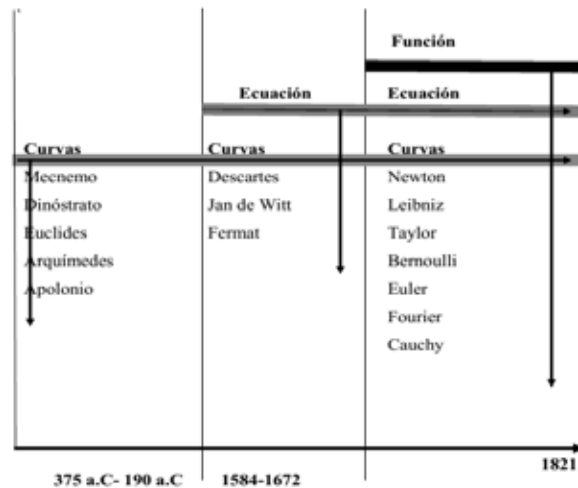 Función
Ecuación Ecuación
Curvas Curvas Curvas
Mecnemo Descartes Newton
Dinóstrato Jan de Witt Leibniz
Euclides Fermat Taylor
Arquímedes Bernoulli
Apolonio Euler
Fourier
Cauchy
1821
375 a.C- 190 a.C 1584-1672